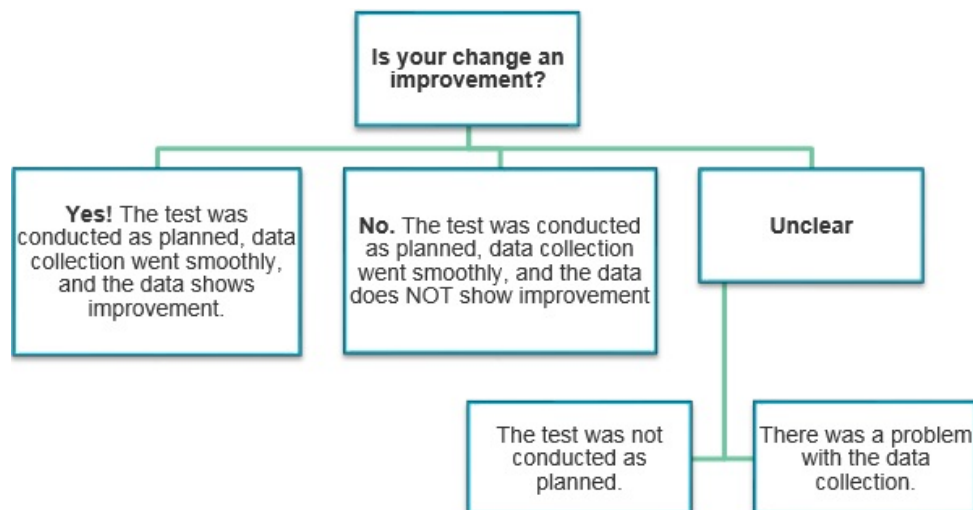 Is your change an
improvement?
Yes! The test was
conducted as planned, data
collection went smoothly,
and the data shows
improvement.
No. The test was conducted
as planned, data collection
went smoothly, and the data
does NOT show improvement
Unclear
The test was not
conducted as
planned.
There was a problem
with the data
collection.